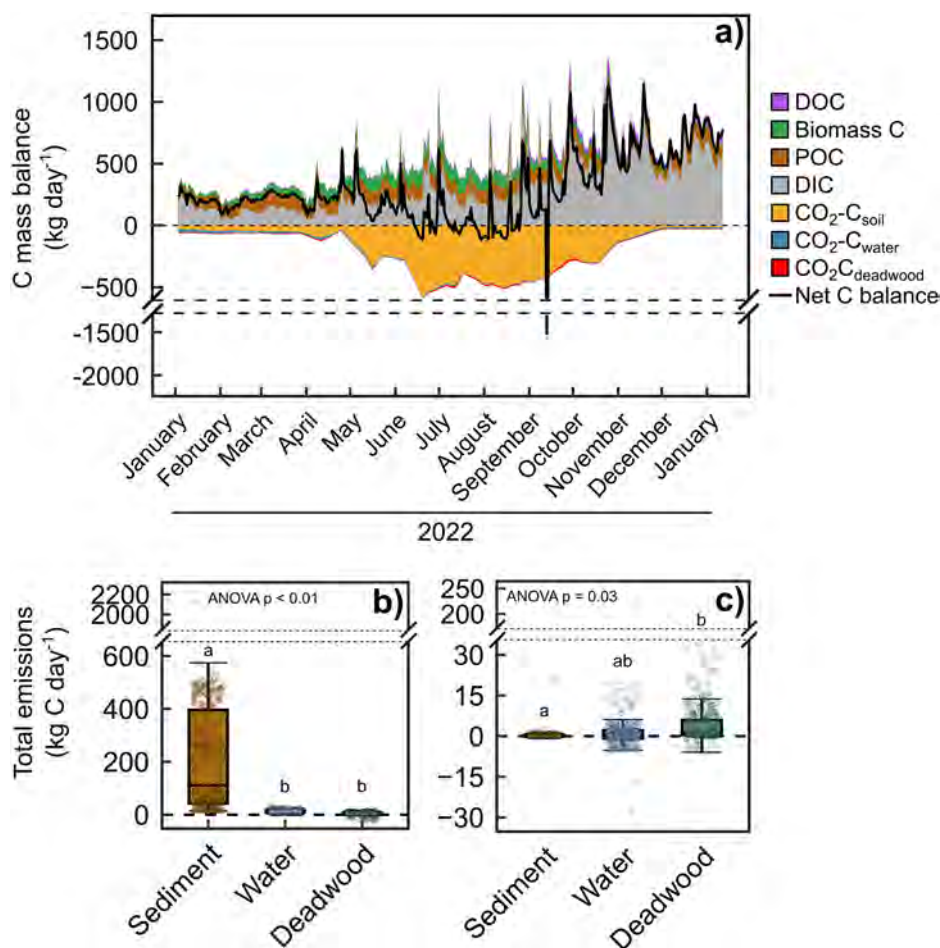 a)
1500
1000
500
0
−500
-1500
-2000
C mass balance
(kg day⁻¹)
DOC
Biomass C
POC
DIC
CO₂-C_soil
CO₂-C_water
CO₂C_deadwood
Net C balance
January
February
March
April
May
June
July
August
September
October
November
December
January
2022
b)
ANOVA p < 0.01
2200
2000
600
400
200
0
Total emissions
(kg C day⁻¹)
a
b
b
Sediment
Water
Deadwood
c)
ANOVA p = 0.03
250
200
30
15
0
−15
−30
a
ab
b
Sediment
Water
Deadwood